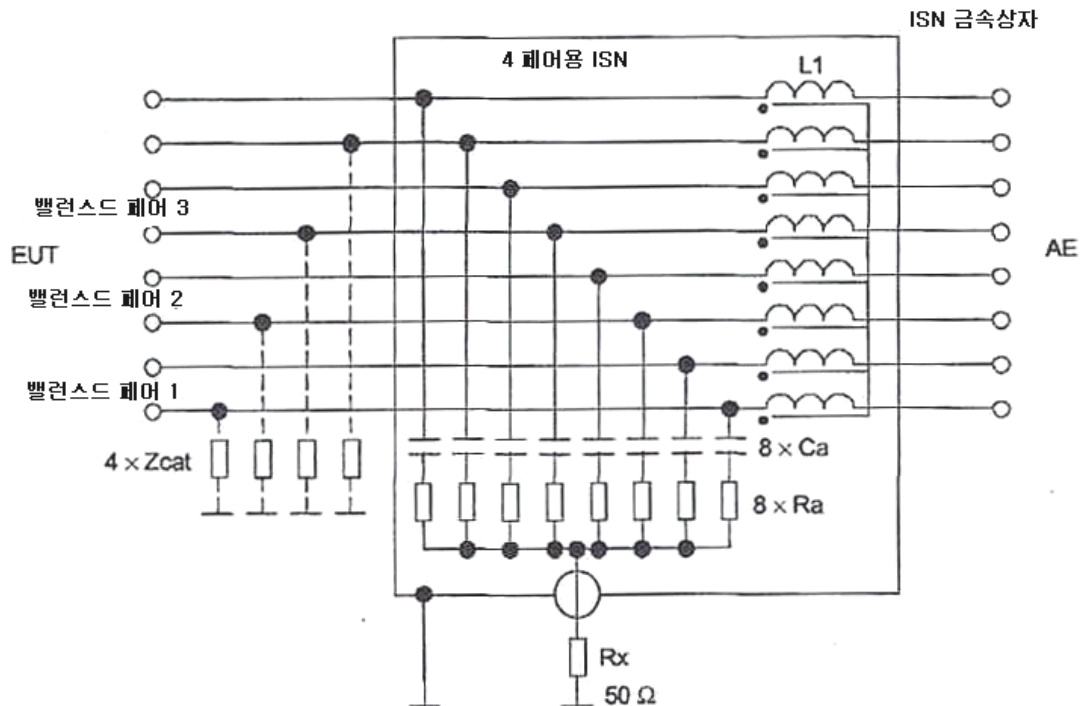 ISN 금속상자
4 페어용 ISN
L1
밸런스드 페어 3
EUT
AE
밸런스드 페어 2
밸런스드 페어 1
4 × Zcat
8 × Ca
8 × Ra
Rx
50 Ω